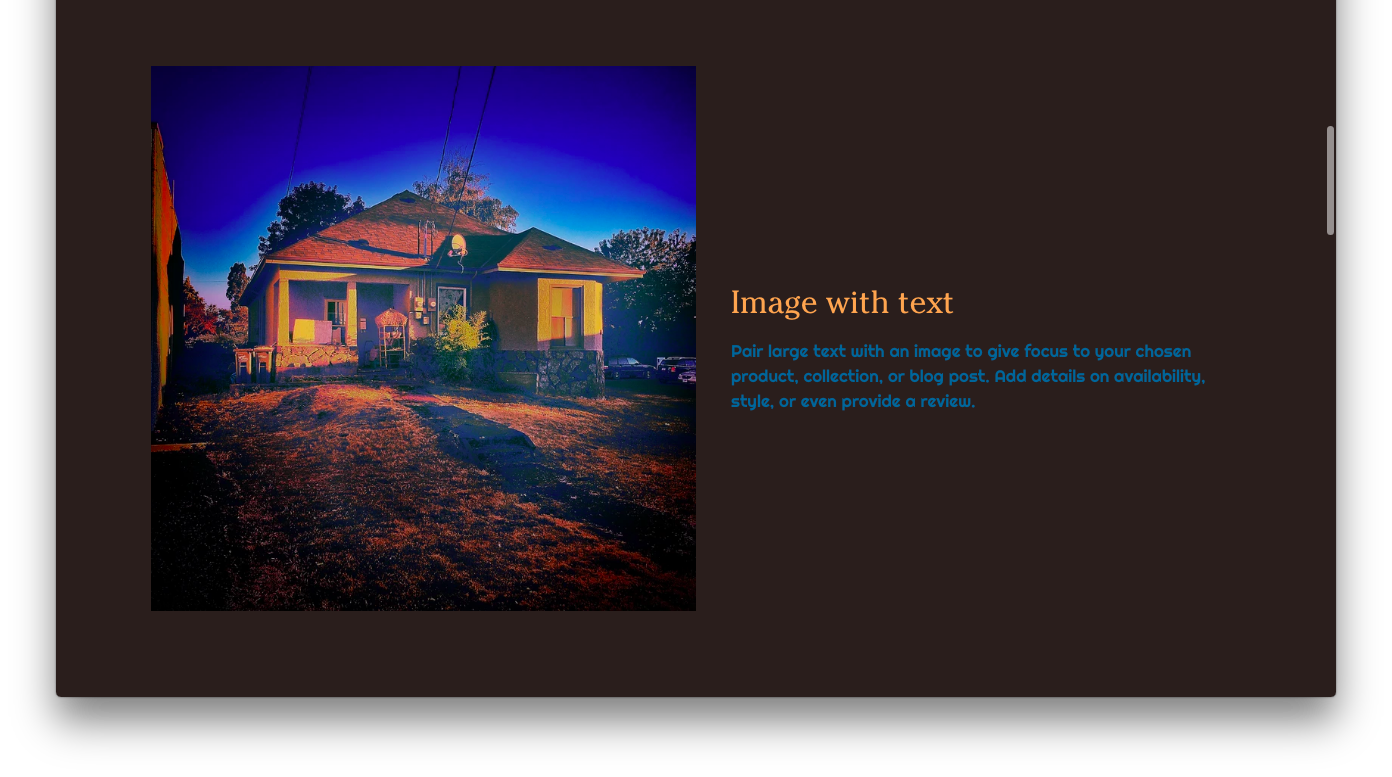 Image with text
Pair large text with an image to give focus to your chosen
product, collection, or blog post. Add details on availability,
style, or even provide a review.